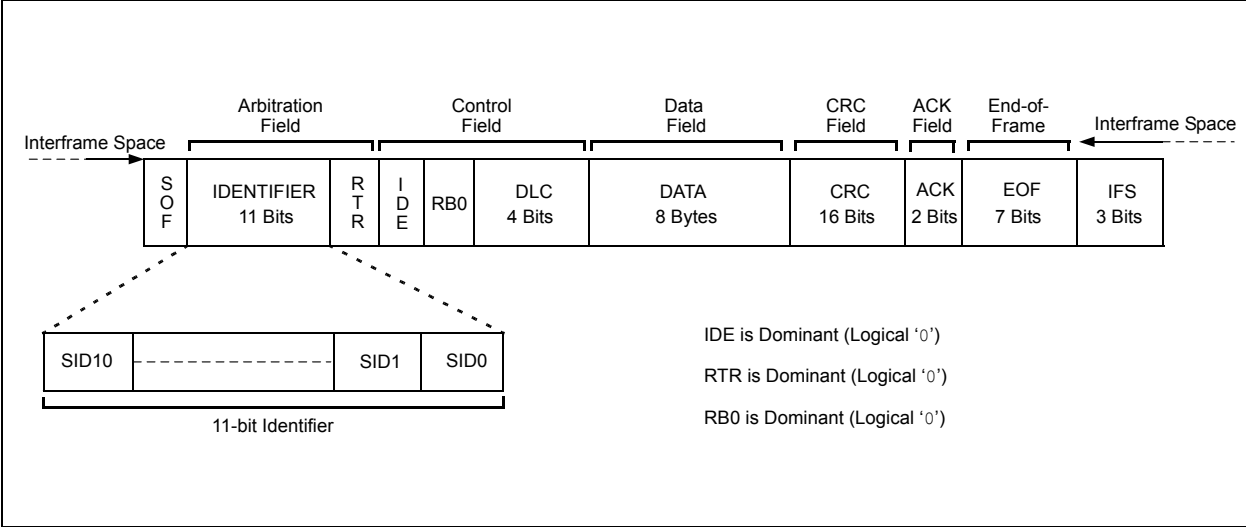 Arbitration
Field
Control
Field
Data
Field
CRC
Field
ACK
Field
End-of-
Frame
Interframe Space
Interframe Space
SOF
IDENTIFIER
11 Bits
RTR
IDE
RB0
DLC
4 Bits
DATA
8 Bytes
CRC
16 Bits
ACK
2 Bits
EOF
7 Bits
IFS
3 Bits
SID10
SID1
SID0
11-bit Identifier
IDE is Dominant (Logical ‘0’)
RTR is Dominant (Logical ‘0’)
RB0 is Dominant (Logical ‘0’)